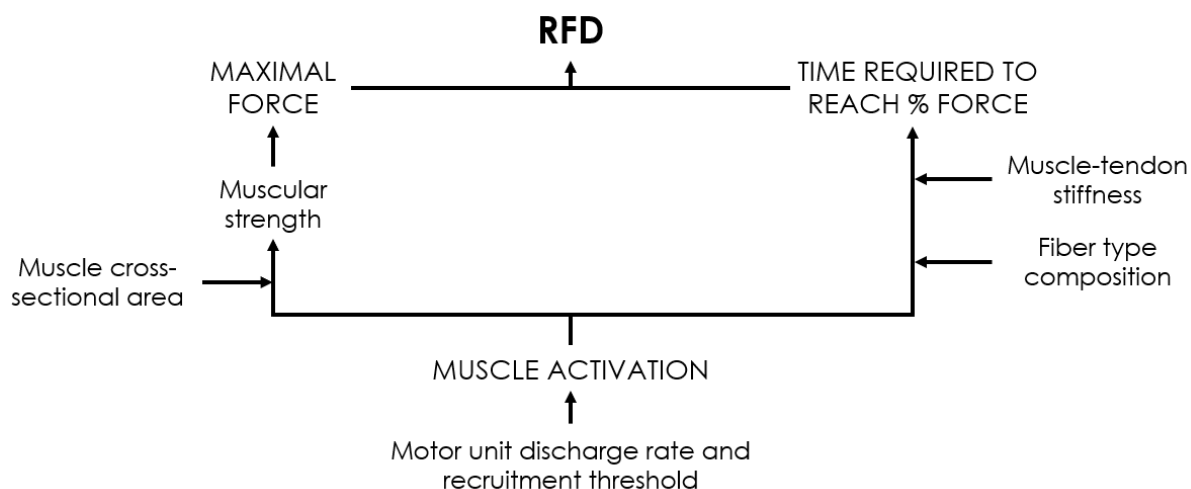 RFD
MAXIMAL
FORCE
TIME REQUIRED TO
REACH % FORCE
Muscular
strength
Muscle-tendon
stiffness
Muscle cross-
sectional area
Fiber type
composition
MUSCLE ACTIVATION
Motor unit discharge rate and
recruitment threshold